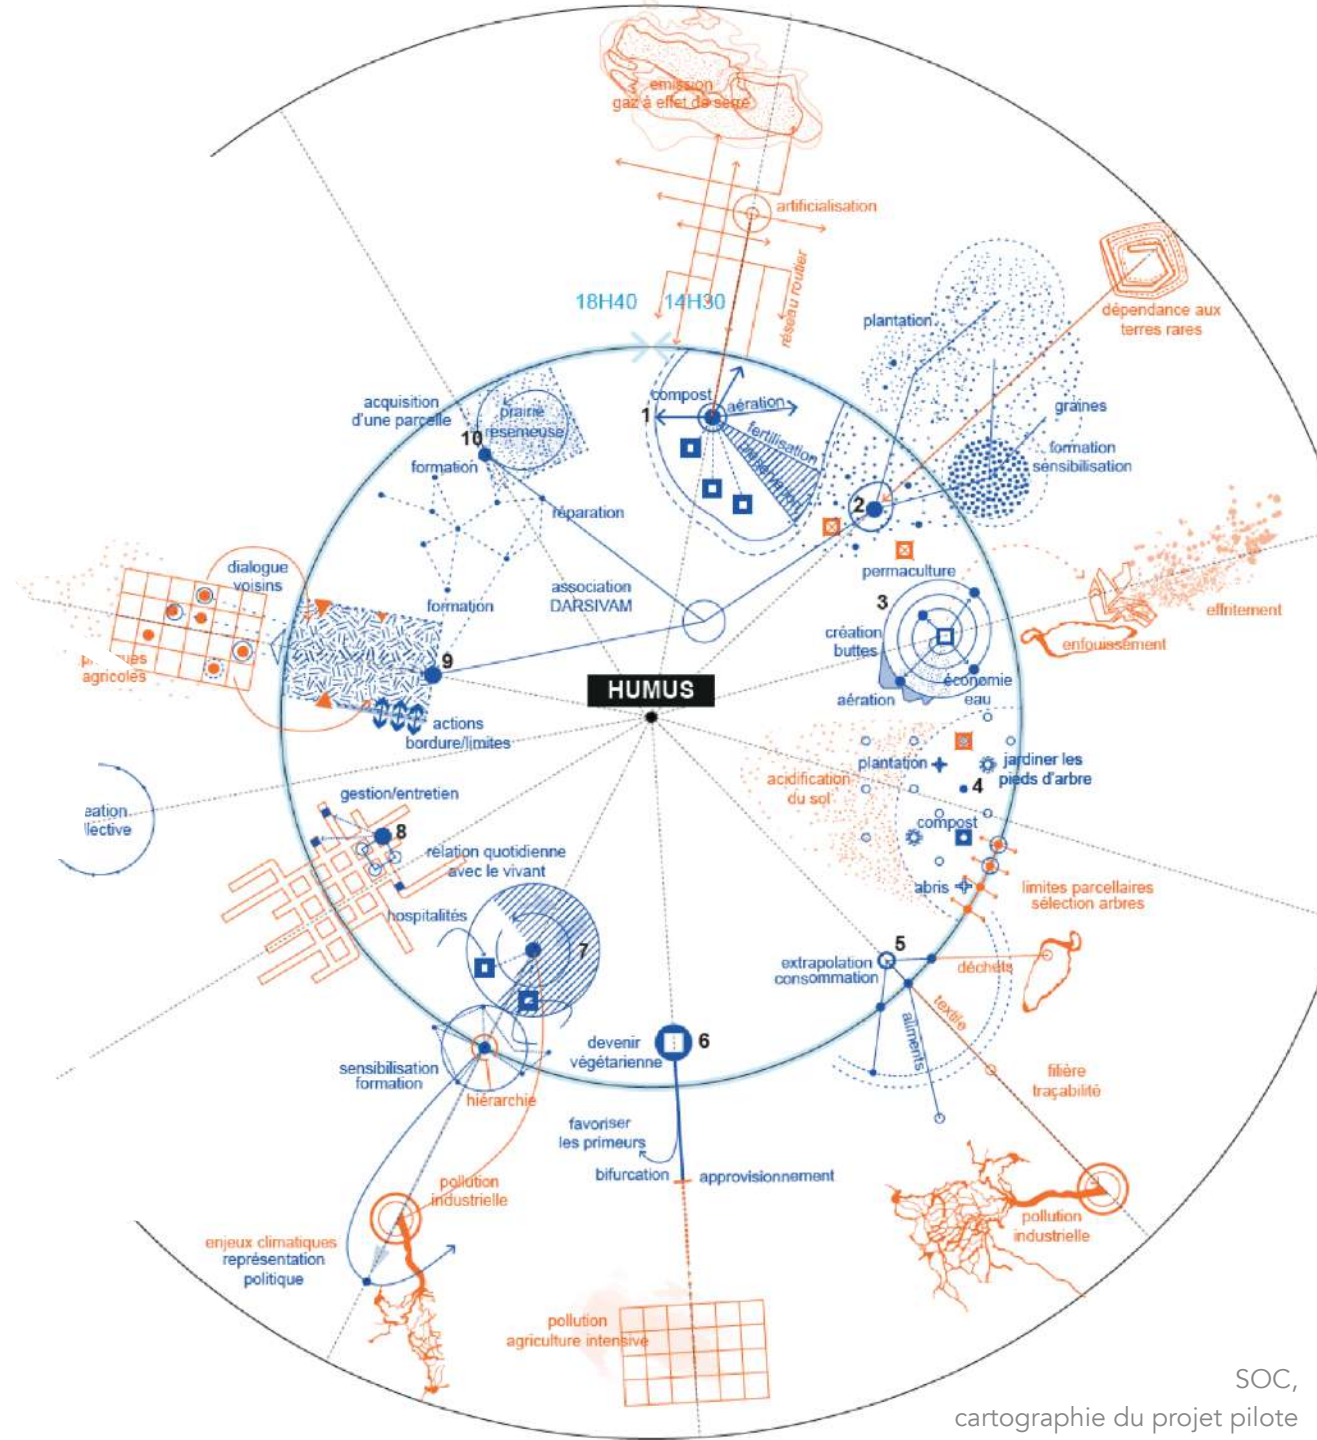 emission
gaz à effet de serre
artificialisation
réseau routier
18H40
14H30
plantation
dépendance aux
terres rares
graines
formation
sensibilisation
acquisition
d'une parcelle
10
prairie
formation
réparation
compost
1
aération
fertilisation
2
permaculture
3
création
buttes
aération
économie
eau
effritement
enfouissement
dialogue
voisins
agricoles
formation
association
DARSIVAM
9
actions
bordure/limites
HUMUS
acidification
du sol
plantation
jardiner les
pieds d'arbre
4
compost
abris
limites parcellaires
sélection arbres
gestion/entretien
8
relation quotidienne
avec le vivant
hospitalités
7
5
extrapolation
consommation
déchets
textile
aliments
filière
traçabilité
pollution
industrielle
devenir
végétarienne
6
favoriser
les primeurs
bifurcation
approvisionnement
sensibilisation
formation
hiérarchie
pollution
industrielle
enjeux climatiques
représentation
politique
pollution
agriculture intensive
SOC,
cartographie du projet pilote